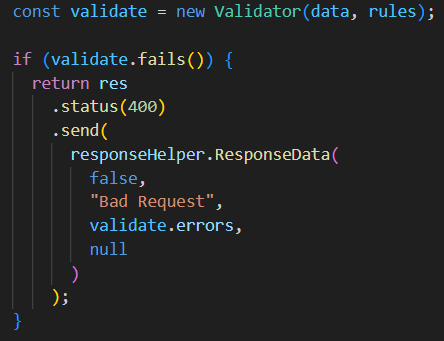 const validate = new Validator(data, rules);
if (validate.fails()) {
return res
.status(400)
.send(
responseHelper.ResponseData(
false,
"Bad Request",
validate.errors,
null
)
);
}